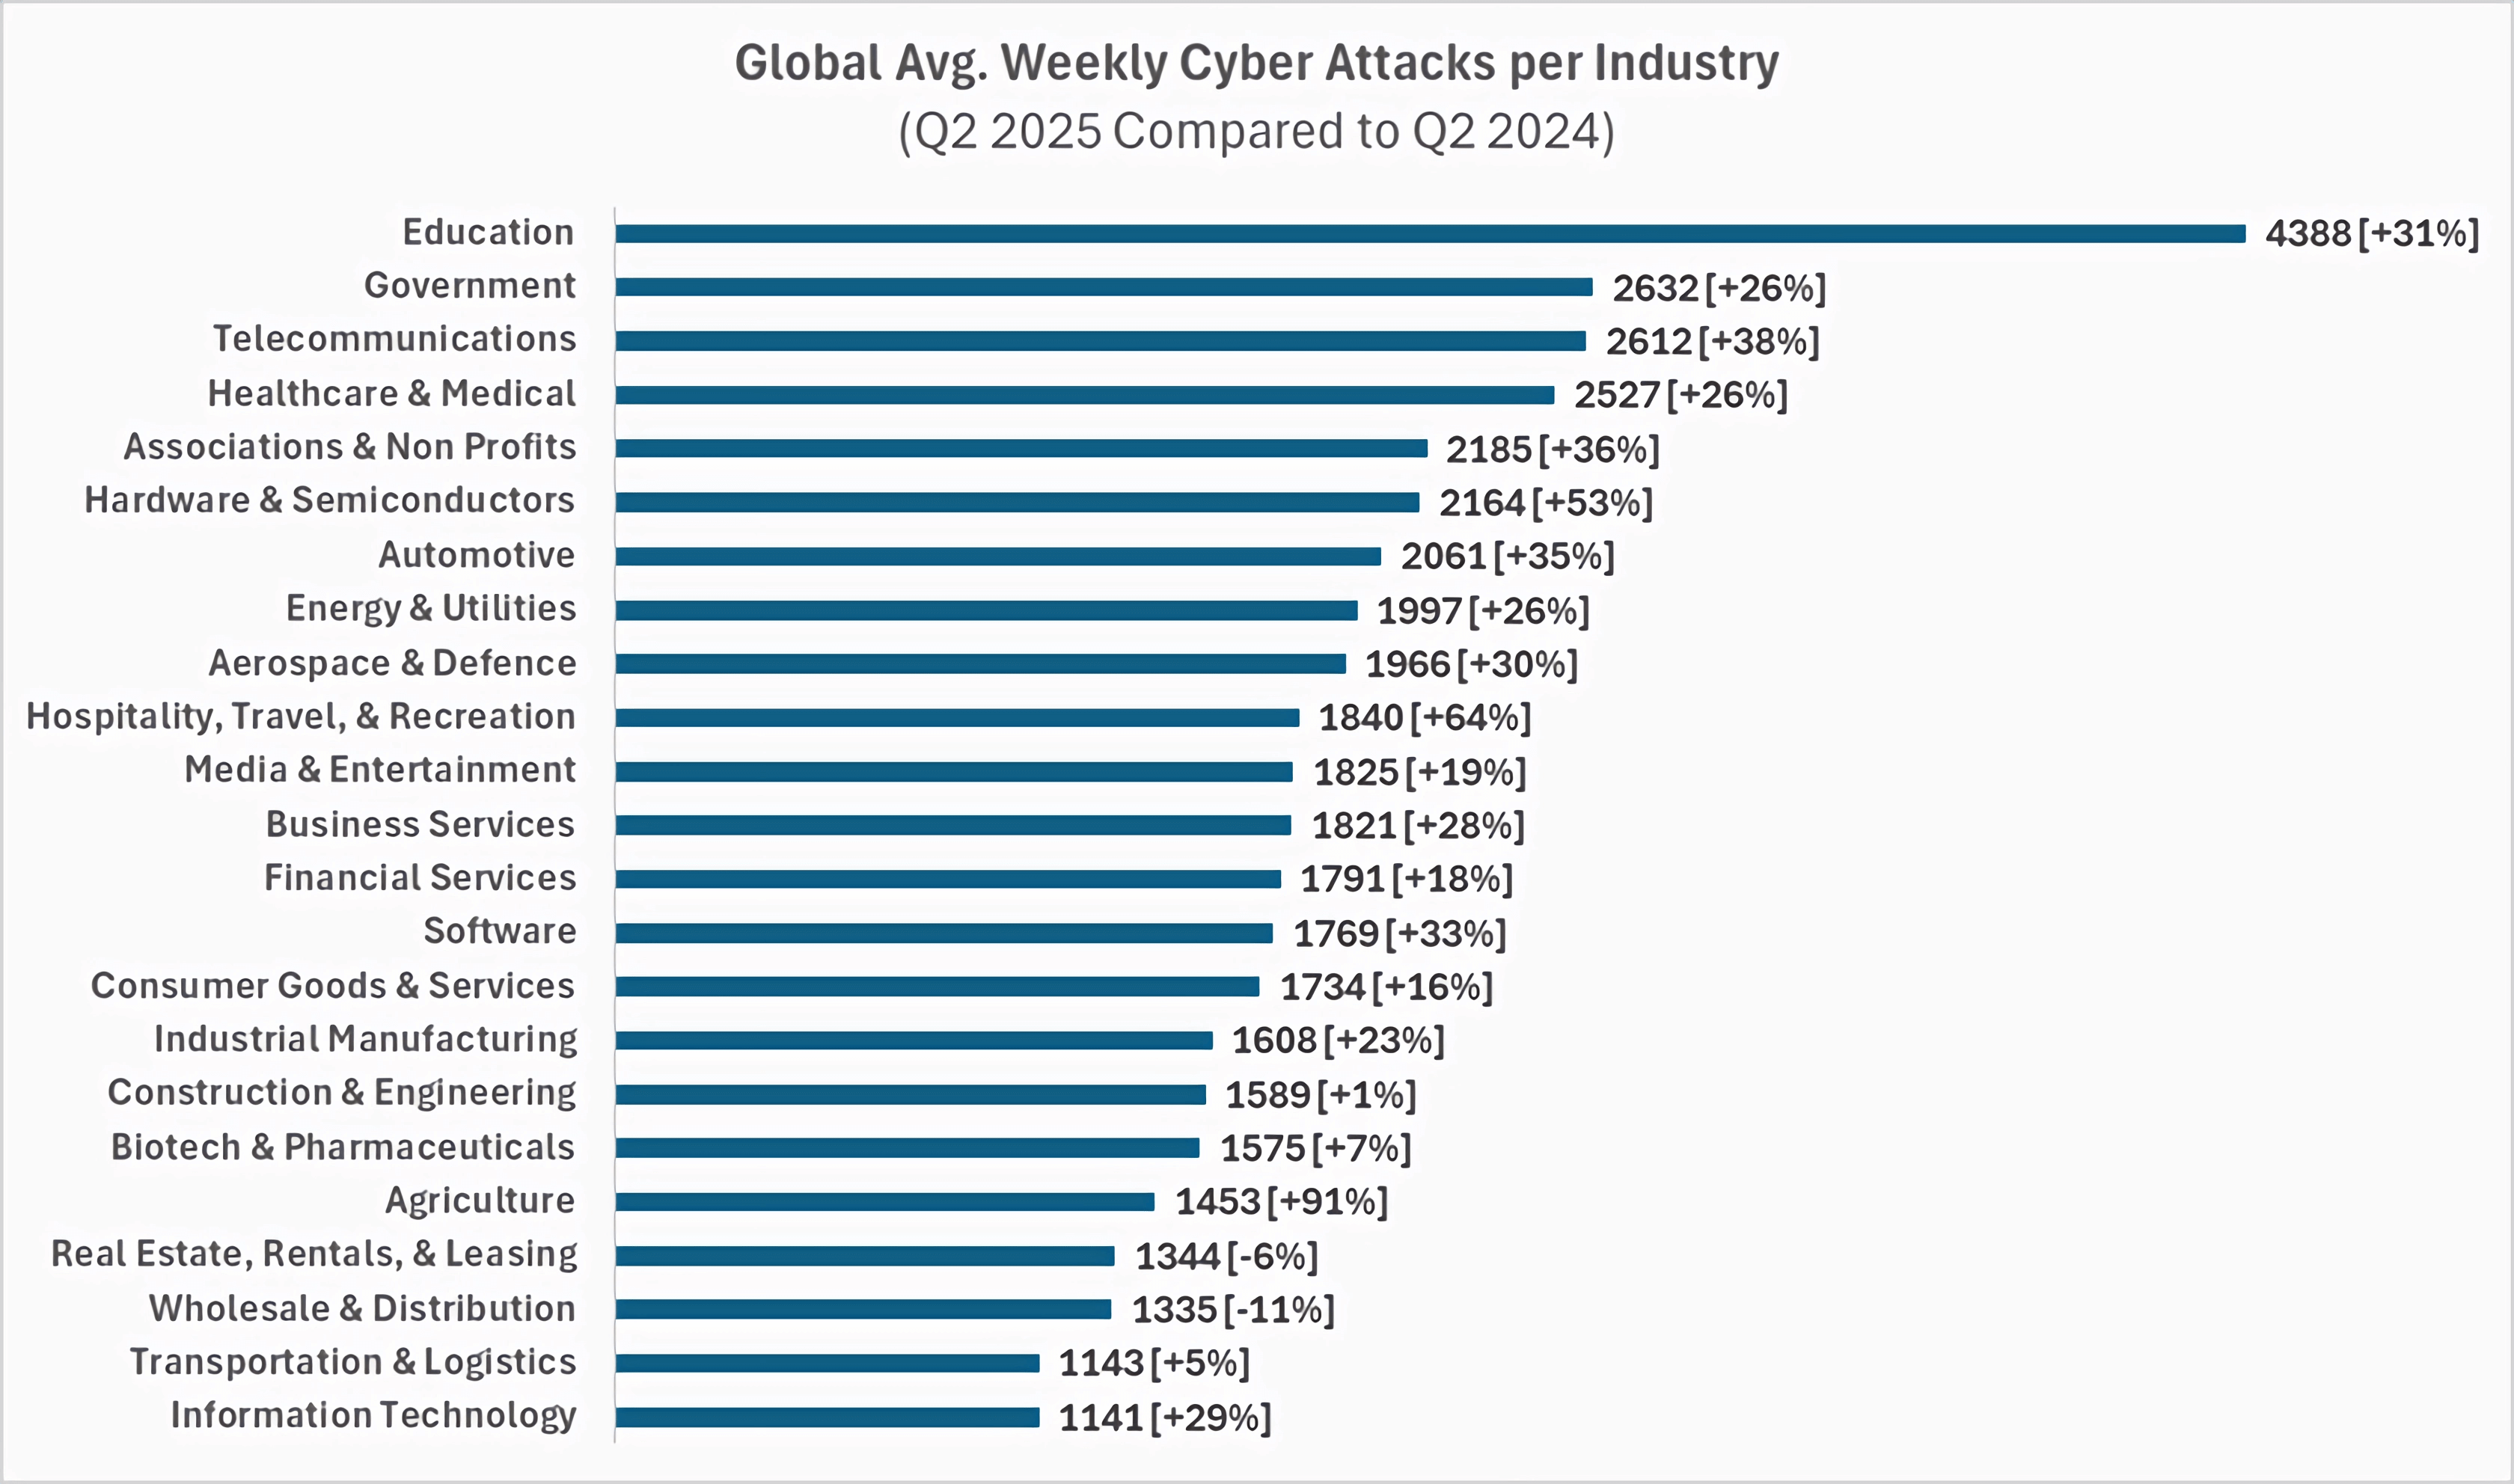 Global Avg. Weekly Cyber Attacks per Industry
(Q2 2025 Compared to Q2 2024)
Education 4388 [+31%]
Government 2632 [+26%]
Telecommunications 2612 [+38%]
Healthcare & Medical 2527 [+26%]
Associations & Non Profits 2185 [+36%]
Hardware & Semiconductors 2164 [+53%]
Automotive 2061 [+35%]
Energy & Utilities 1997 [+26%]
Aerospace & Defence 1966 [+30%]
Hospitality, Travel, & Recreation 1840 [+64%]
Media & Entertainment 1825 [+19%]
Business Services 1821 [+28%]
Financial Services 1791 [+18%]
Software 1769 [+33%]
Consumer Goods & Services 1734 [+16%]
Industrial Manufacturing 1608 [+23%]
Construction & Engineering 1589 [+1%]
Biotech & Pharmaceuticals 1575 [+7%]
Agriculture 1453 [+91%]
Real Estate, Rentals, & Leasing 1344 [-6%]
Wholesale & Distribution 1335 [-11%]
Transportation & Logistics 1143 [+5%]
Information Technology 1141 [+29%]